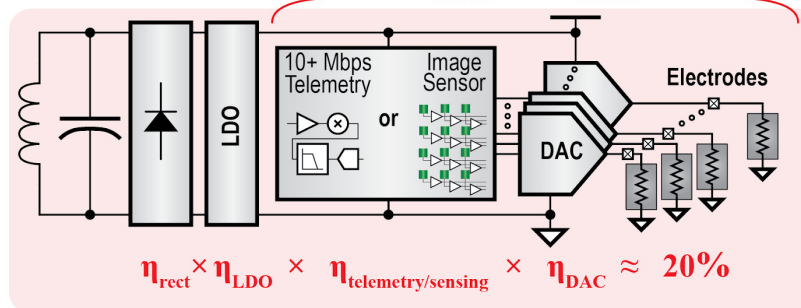 10+ Mbps
Telemetry
or
Image
Sensor
Electrodes
LDO
DAC
ηrect × ηLDO × ηtelemetry/sensing × ηDAC ≈ 20%